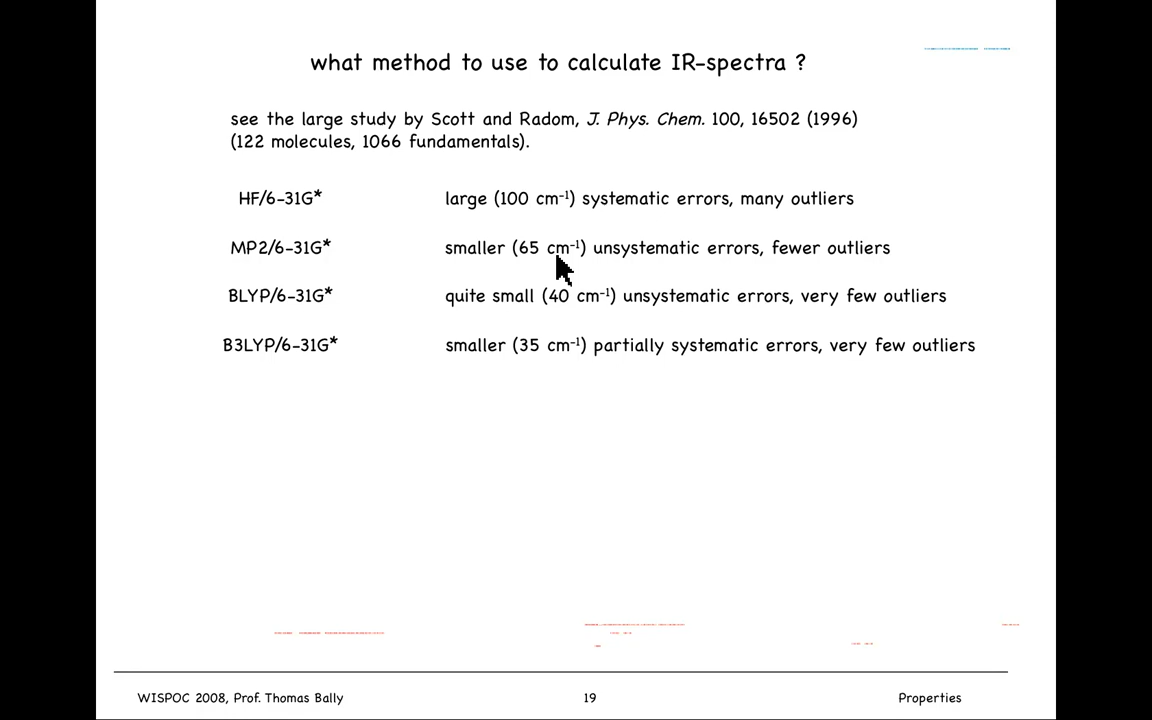 what method to use to calculate IR-spectra ?
see the large study by Scott and Radom, J. Phys. Chem. 100, 16502 (1996)
(122 molecules, 1066 fundamentals).
HF/6-31G* large (100 cm⁻¹) systematic errors, many outliers
MP2/6-31G* smaller (65 cm⁻¹) unsystematic errors, fewer outliers
BLYP/6-31G* quite small (40 cm⁻¹) unsystematic errors, very few outliers
B3LYP/6-31G* smaller (35 cm⁻¹) partially systematic errors, very few outliers
WISPOC 2008, Prof. Thomas Bally 19 Properties